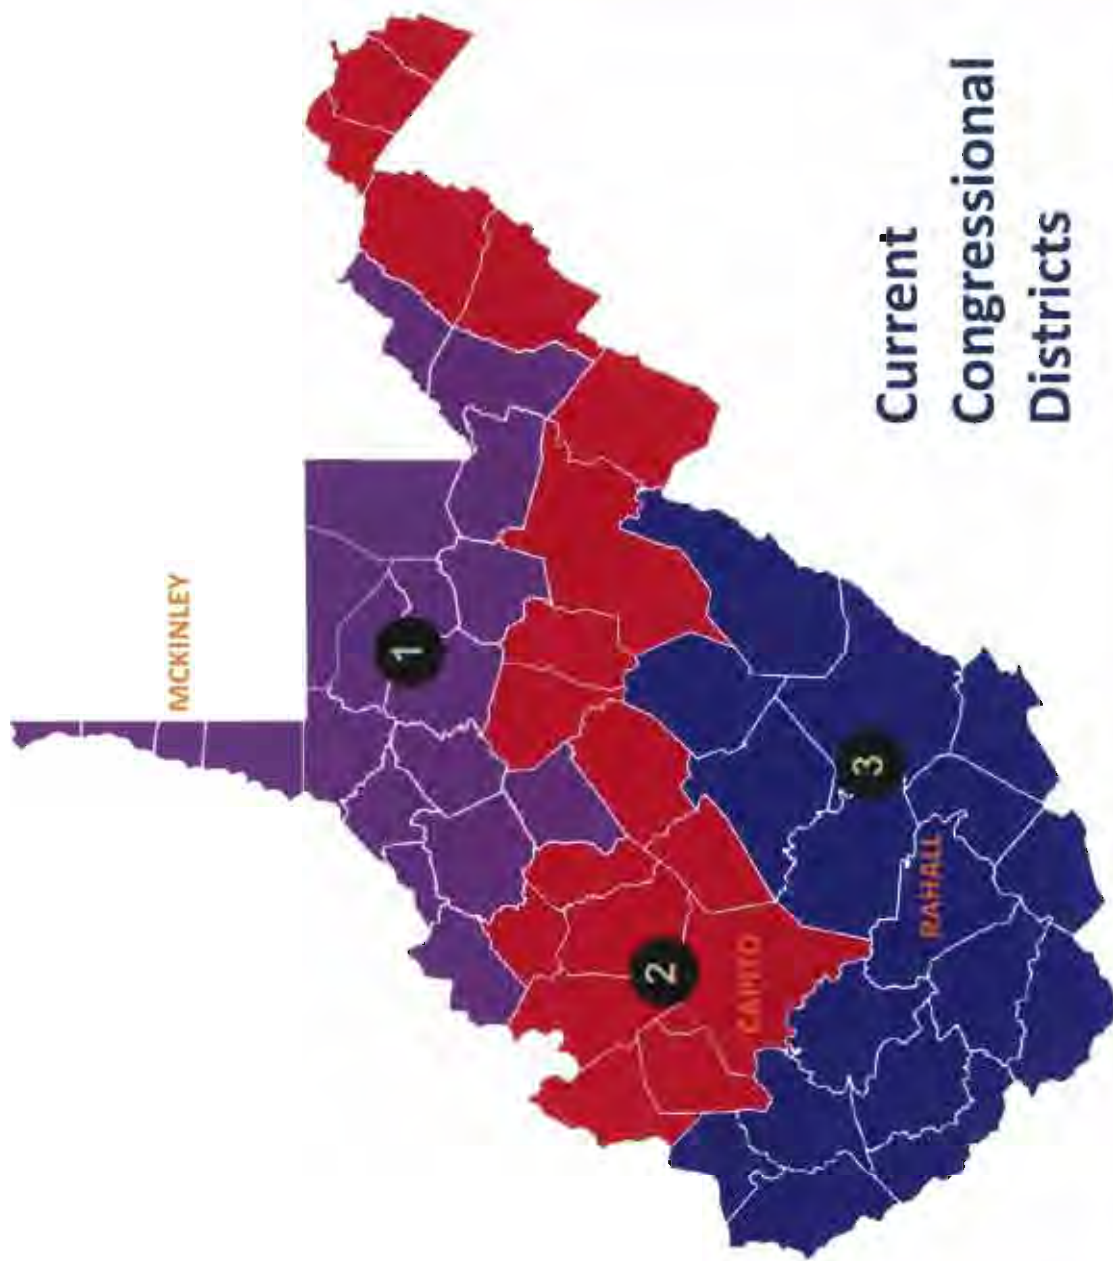 MCKINLEY
1
2
CAPITO
3
RAHALL
Current
Congressional
Districts